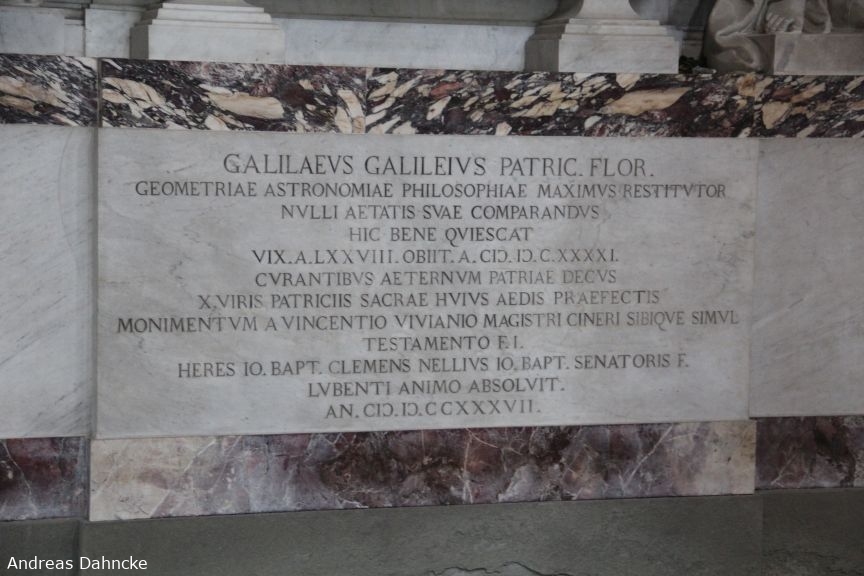 GALILAEVS GALILEIVS PATRIC. FLOR.
GEOMETRIAE ASTRONOMIAE PHILOSOPHIAE MAXIMVS RESTITVTOR
NVLLI AETATIS SVAE COMPARANDVS
HIC BENE QVIESCAT
VIX. A. LXXVIII. OBIIT. A. CIƆ. IƆ. C. XXXXI.
CVRANTIBVS AETERNVM PATRIAE DECVS
X.VIRIS PATRICIIS SACRAE HVIVS AEDIS PRAEFECTIS
MONIMENTVM A VINCENTIO VIVIANIO MAGISTRI CINERI SIBIQVE SIMVL
TESTAMENTO F. I.
HERES IO. BAPT. CLEMENS NELLIVS IO. BAPT. SENATORIS F.
LVBENTI ANIMO ABSOLVIT.
AN. CIƆ. IƆ. CCXXXVII.
Andreas Dahncke